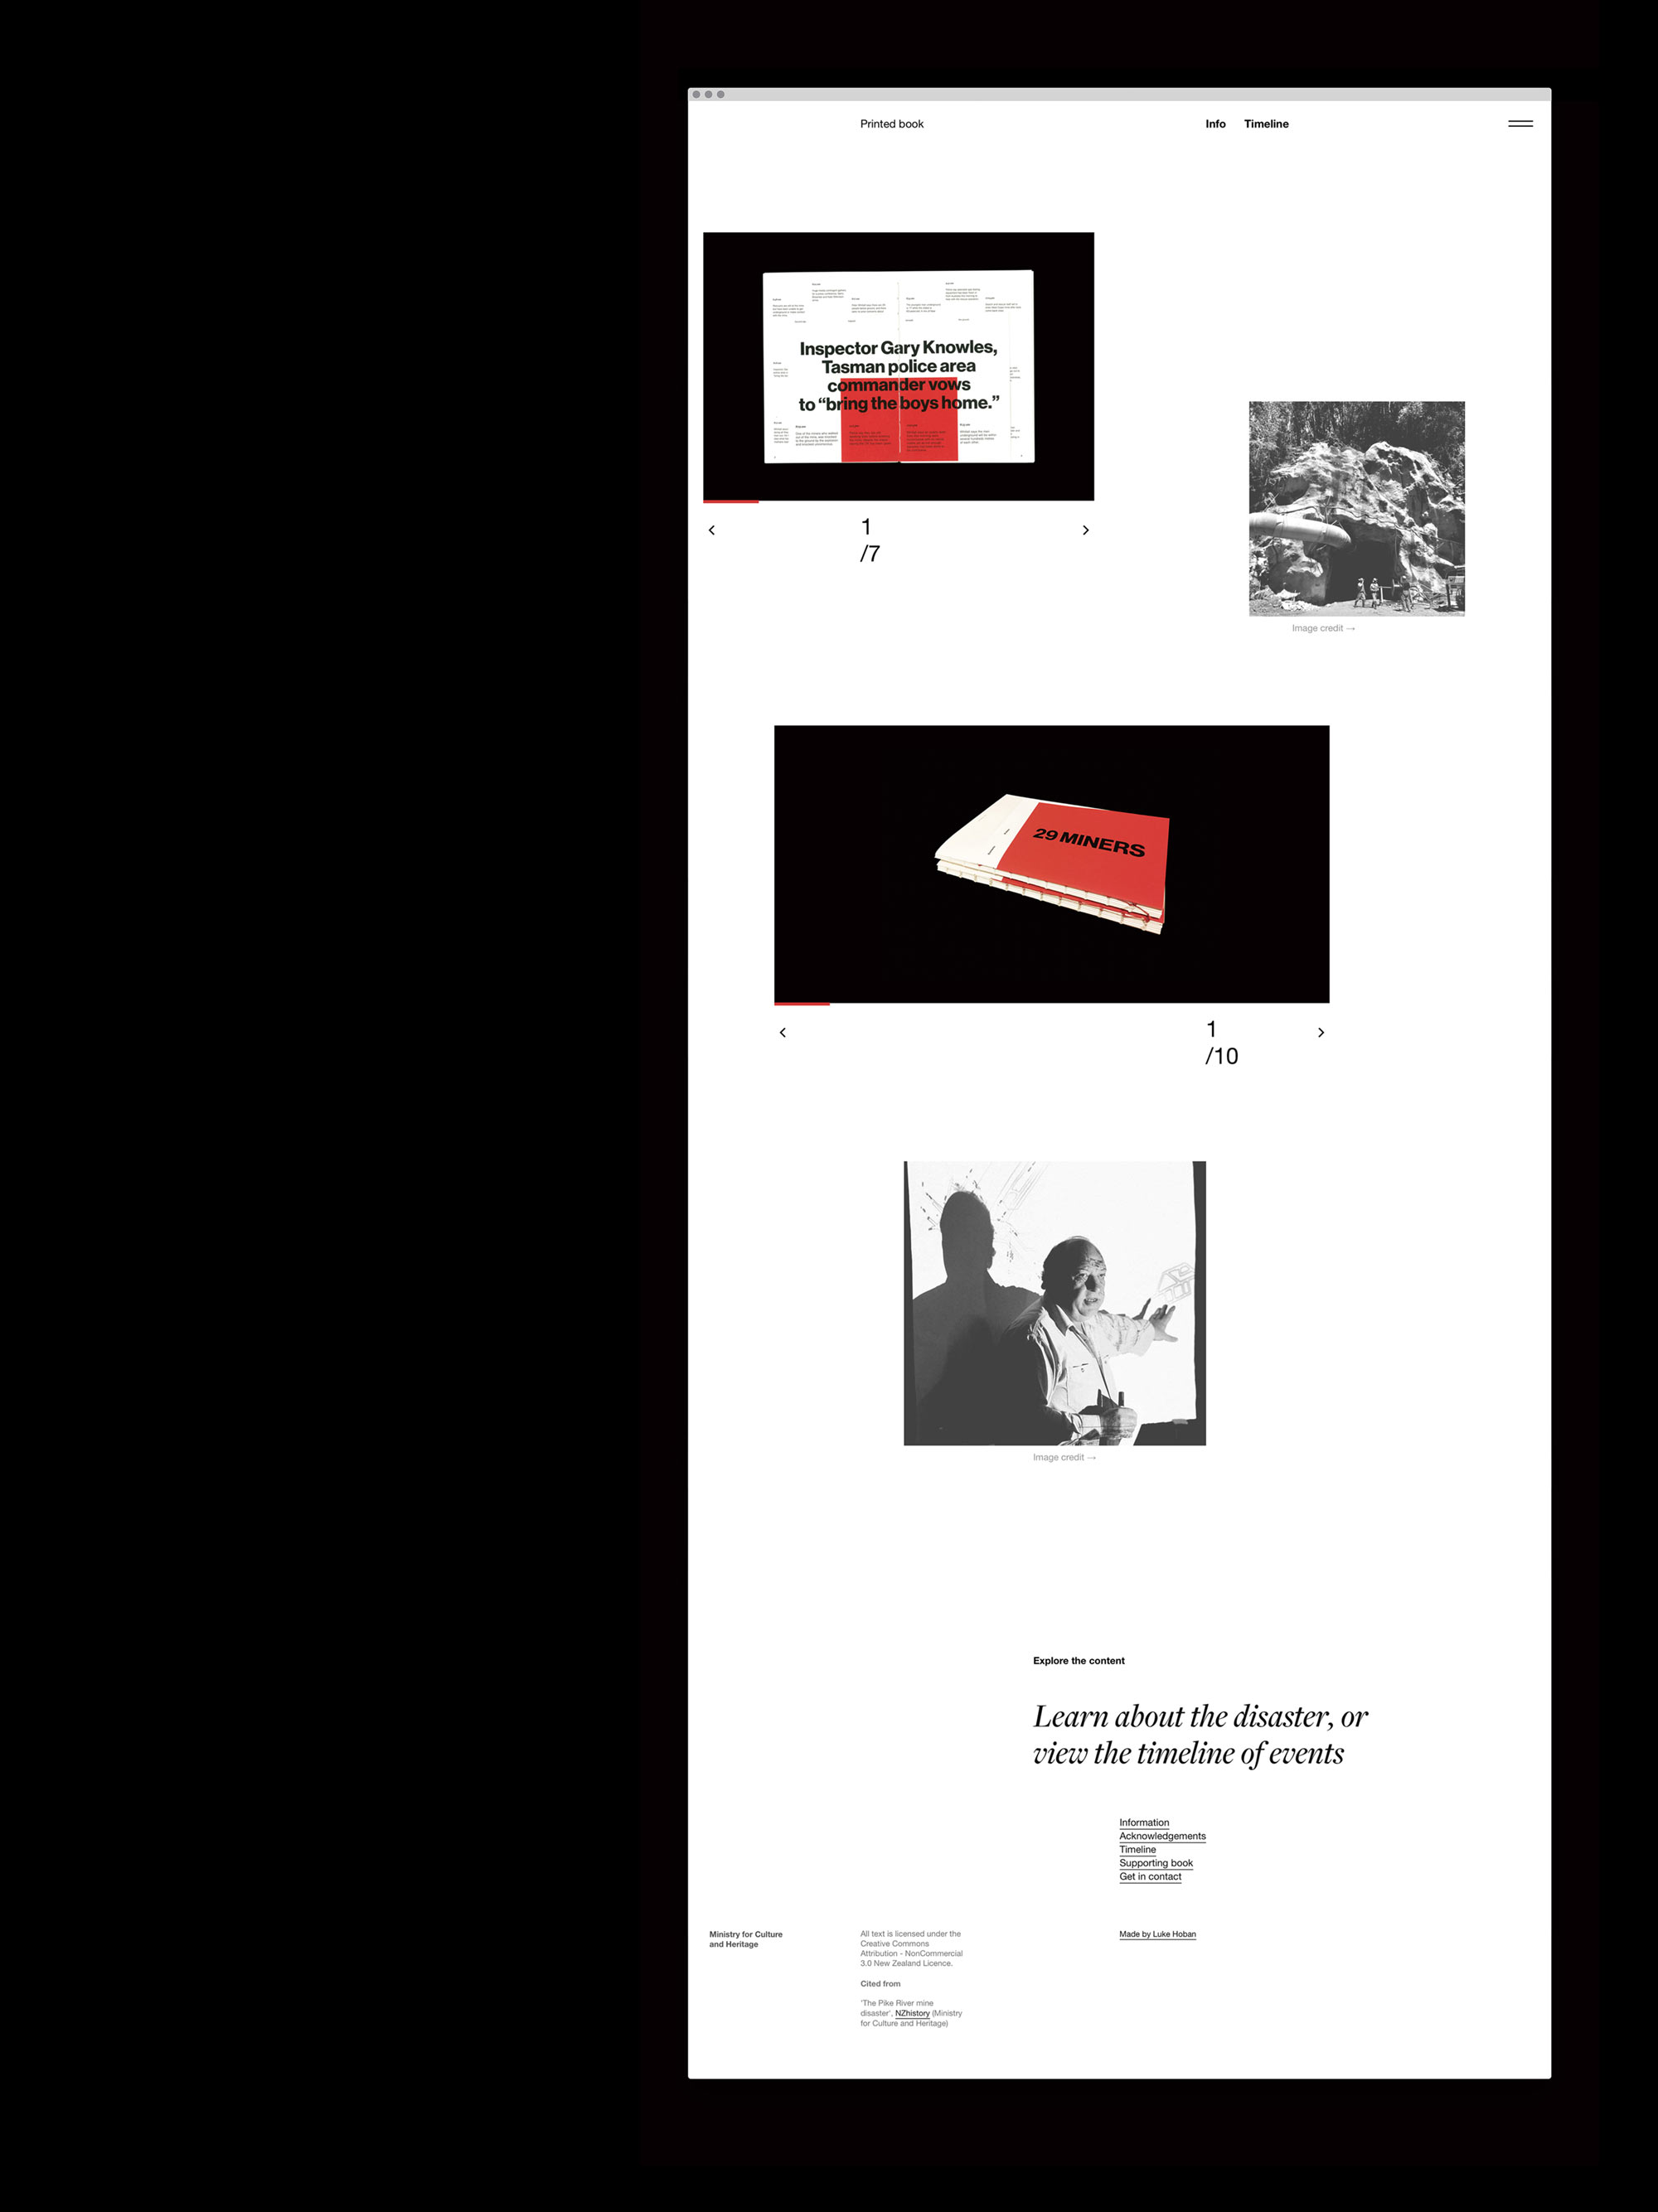 Printed book
Info Timeline
Inspector Gary Knowles,
Tasman police area
commander vows
to “bring the boys home.”
1
/7
Image credit →
29 MINERS
1
/10
Image credit →
Explore the content
Learn about the disaster, or
view the timeline of events
Information
Acknowledgements
Timeline
Supporting book
Get in contact
Ministry for Culture
and Heritage
All text is licensed under the
Creative Commons
Attribution - NonCommercial
3.0 New Zealand Licence.
Cited from
'The Pike River mine
disaster', NZhistory (Ministry
for Culture and Heritage)
Made by Luke Hoban